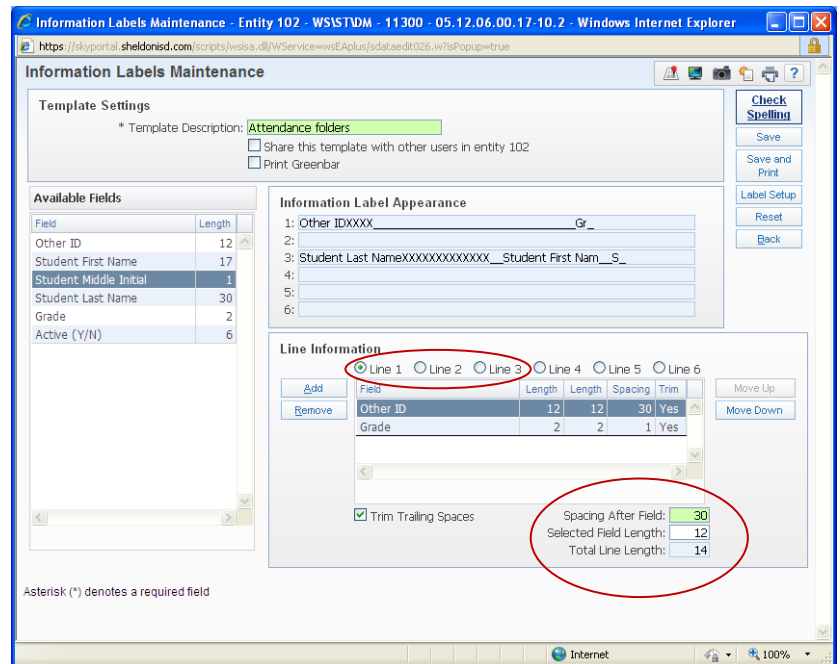 Information Labels Maintenance - Entity 102 - WS\ST\DM - 11300 - 05.12.06.00.17-10.2 - Windows Internet Explorer
https://skyportal.sheldonisd.com/scripts/wsisa.dll/WService=wsEAplus/sdataedit026.w?isPopup=true
Information Labels Maintenance
?
Template Settings
* Template Description: Attendance folders
Share this template with other users in entity 102
Print Greenbar
Check Spelling
Save
Save and Print
Label Setup
Reset
Back
Available Fields
Field Length
Other ID 12
Student First Name 17
Student Middle Initial 1
Student Last Name 30
Grade 2
Active (Y/N) 6
Information Label Appearance
1: Other IDXXXX______________________________Gr_
2:
3: Student Last NameXXXXXXXXXXXXX__Student First Nam__S_
4:
5:
6:
Line Information
Line 1 Line 2 Line 3 Line 4 Line 5 Line 6
Add
Remove
Field Length Length Spacing Trim
Other ID 12 12 30 Yes
Grade 2 2 1 Yes
Move Up
Move Down
Trim Trailing Spaces
Spacing After Field: 30
Selected Field Length: 12
Total Line Length: 14
Asterisk (*) denotes a required field
Internet
100%